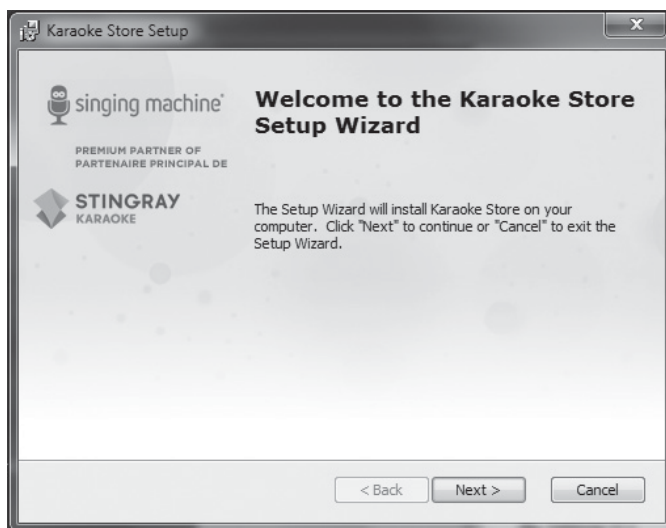 Karaoke Store Setup
singing machine®
PREMIUM PARTNER OF
PARTENAIRE PRINCIPAL DE
STINGRAY
KARAOKE
Welcome to the Karaoke Store
Setup Wizard
The Setup Wizard will install Karaoke Store on your
computer. Click "Next" to continue or "Cancel" to exit the
Setup Wizard.
< Back
Next >
Cancel